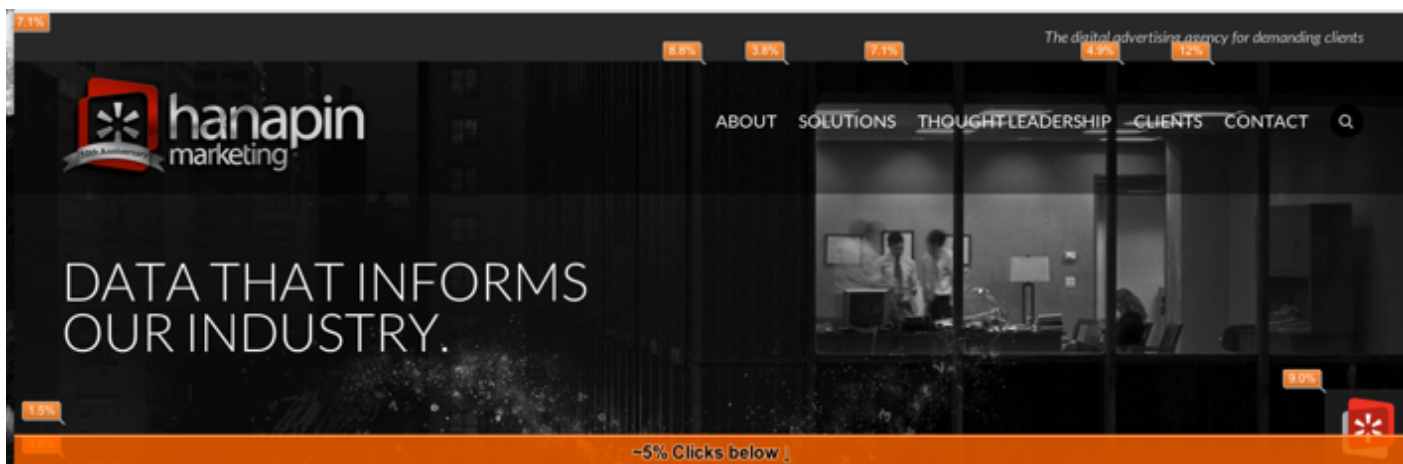 7.1%
The digital advertising agency for demanding clients
8.8% 3.8% 7.1% 4.9% 12%
hanapin
marketing
10th Anniversary
ABOUT SOLUTIONS THOUGHT LEADERSHIP CLIENTS CONTACT
DATA THAT INFORMS
OUR INDUSTRY.
9.0%
1.5%
~5% Clicks below ↓